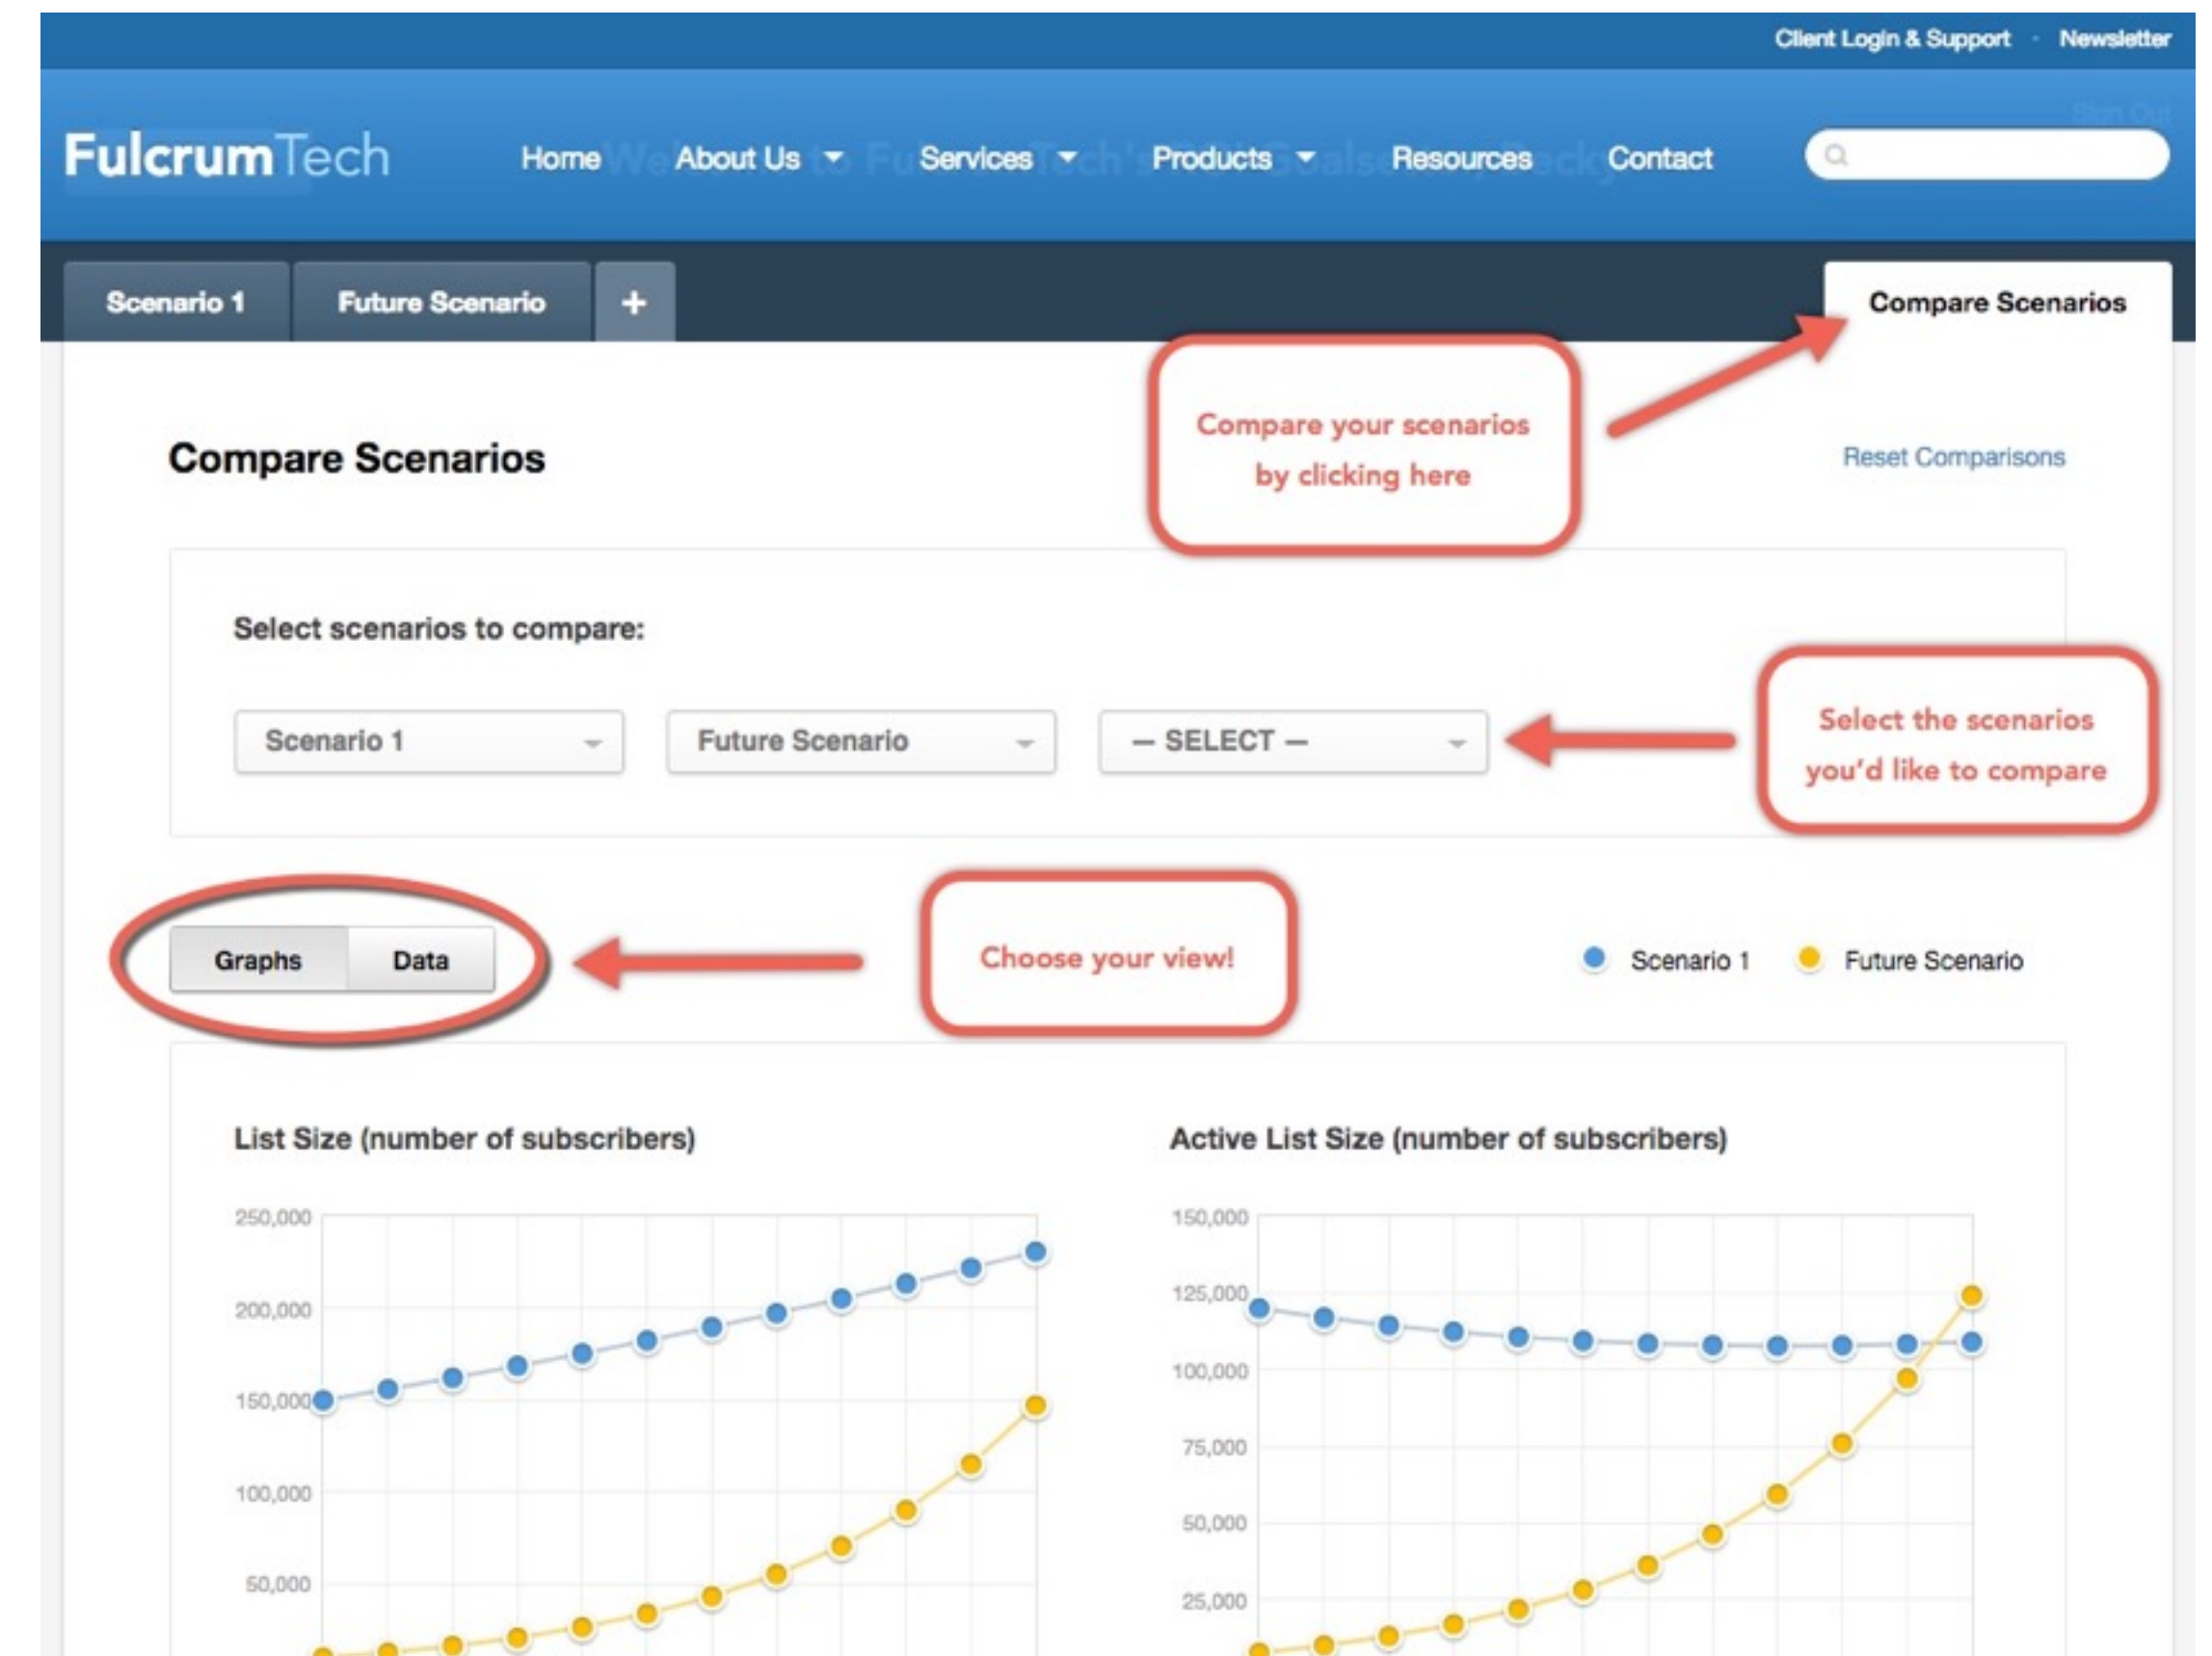 Client Login & Support · Newsletter
Sign Out
FulcrumTech Home About Us Services Products Resources Contact
Scenario 1 Future Scenario + Compare Scenarios
Compare your scenarios
by clicking here
Compare Scenarios
Reset Comparisons
Select scenarios to compare:
Scenario 1 Future Scenario — SELECT —
Select the scenarios
you'd like to compare
Graphs Data
Choose your view!
Scenario 1 Future Scenario
List Size (number of subscribers)
250,000
200,000
150,000
100,000
50,000
Active List Size (number of subscribers)
150,000
125,000
100,000
75,000
50,000
25,000